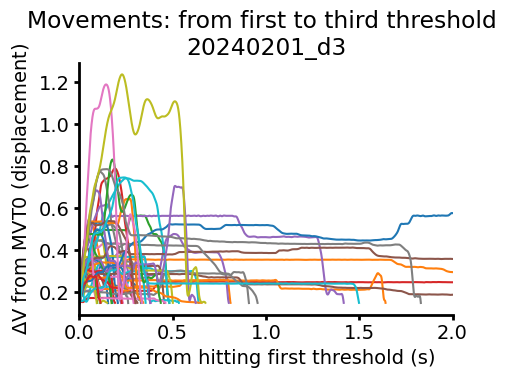 Movements: from first to third threshold
20240201_d3
ΔV from MVT0 (displacement)
1.2
1.0
0.8
0.6
0.4
0.2
0.0
0.5
1.0
1.5
2.0
time from hitting first threshold (s)